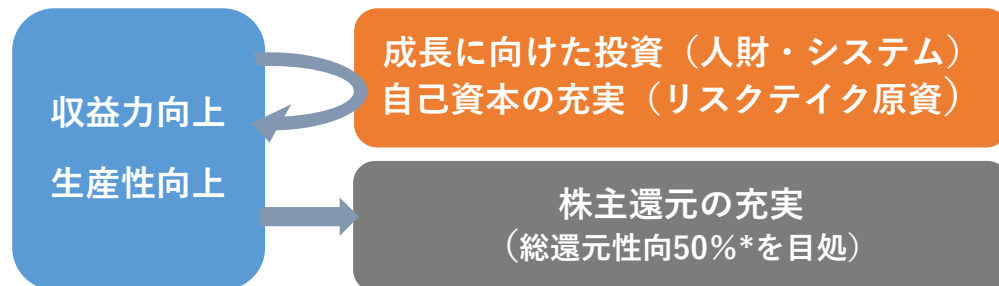 収益力向上
生産性向上
成長に向けた投資（人財・システム）
自己資本の充実（リスクテイク原資）
株主還元の充実
（総還元性向50%*を目処）